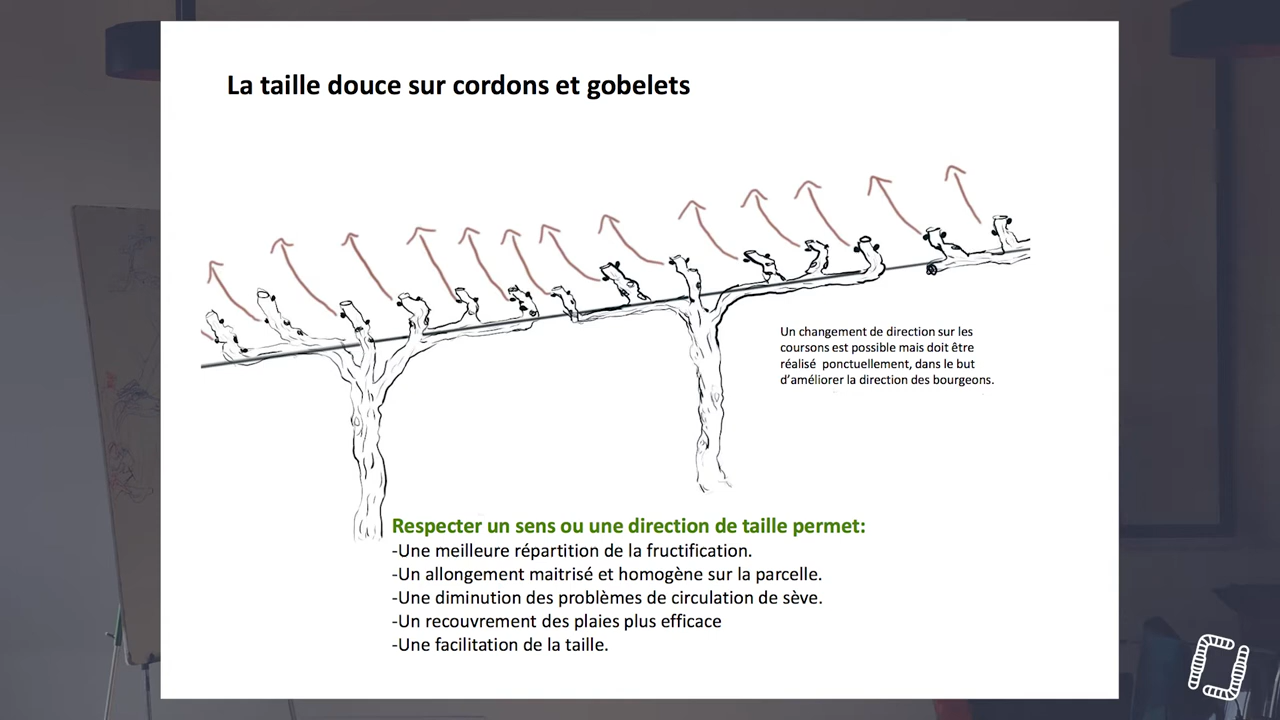 La taille douce sur cordons et gobelets
Un changement de direction sur les
coursons est possible mais doit être
réalisé ponctuellement, dans le but
d'améliorer la direction des bourgeons.
Respecter un sens ou une direction de taille permet:
-Une meilleure répartition de la fructification.
-Un allongement maitrisé et homogène sur la parcelle.
-Une diminution des problèmes de circulation de sève.
-Un recouvrement des plaies plus efficace
-Une facilitation de la taille.